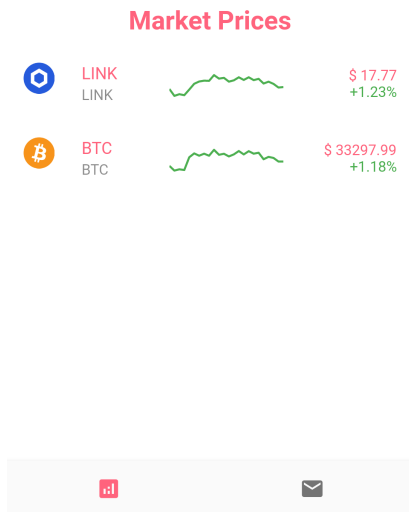 Market Prices
LINK
$ 17.77
LINK
+1.23%
BTC
$ 33297.99
BTC
+1.18%